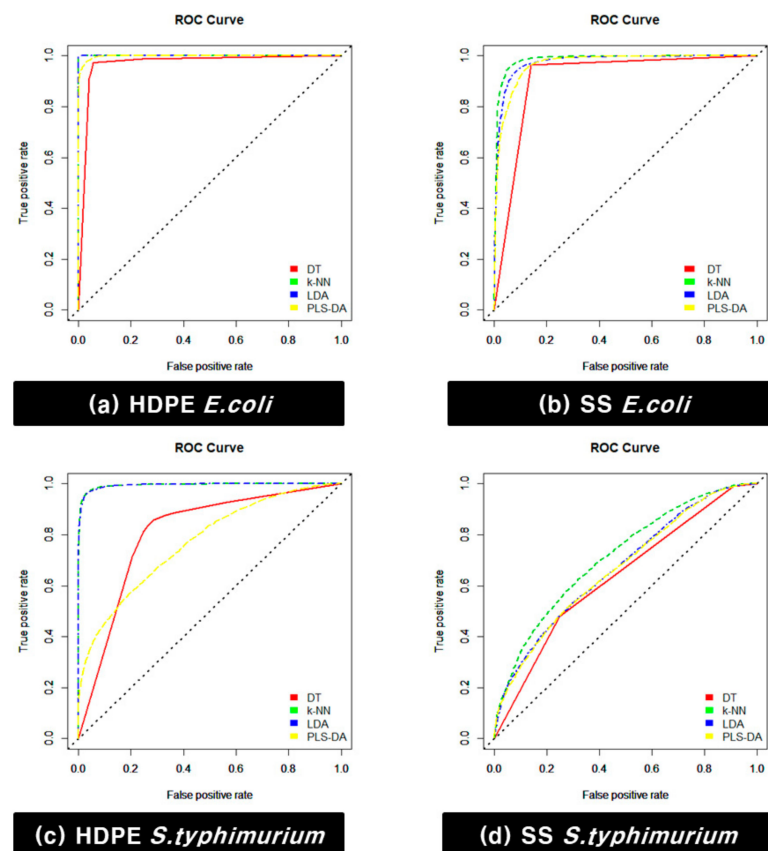 ROC Curve
True positive rate
1.0
0.8
0.6
0.4
0.2
0.0
DT
k-NN
LDA
PLS-DA
0.0 0.2 0.4 0.6 0.8 1.0
False positive rate
(a) HDPE E.coli
ROC Curve
True positive rate
1.0
0.8
0.6
0.4
0.2
0.0
DT
k-NN
LDA
PLS-DA
0.0 0.2 0.4 0.6 0.8 1.0
False positive rate
(b) SS E.coli
ROC Curve
True positive rate
1.0
0.8
0.6
0.4
0.2
0.0
DT
k-NN
LDA
PLS-DA
0.0 0.2 0.4 0.6 0.8 1.0
False positive rate
(c) HDPE S.typhimurium
ROC Curve
True positive rate
1.0
0.8
0.6
0.4
0.2
0.0
DT
k-NN
LDA
PLS-DA
0.0 0.2 0.4 0.6 0.8 1.0
False positive rate
(d) SS S.typhimurium